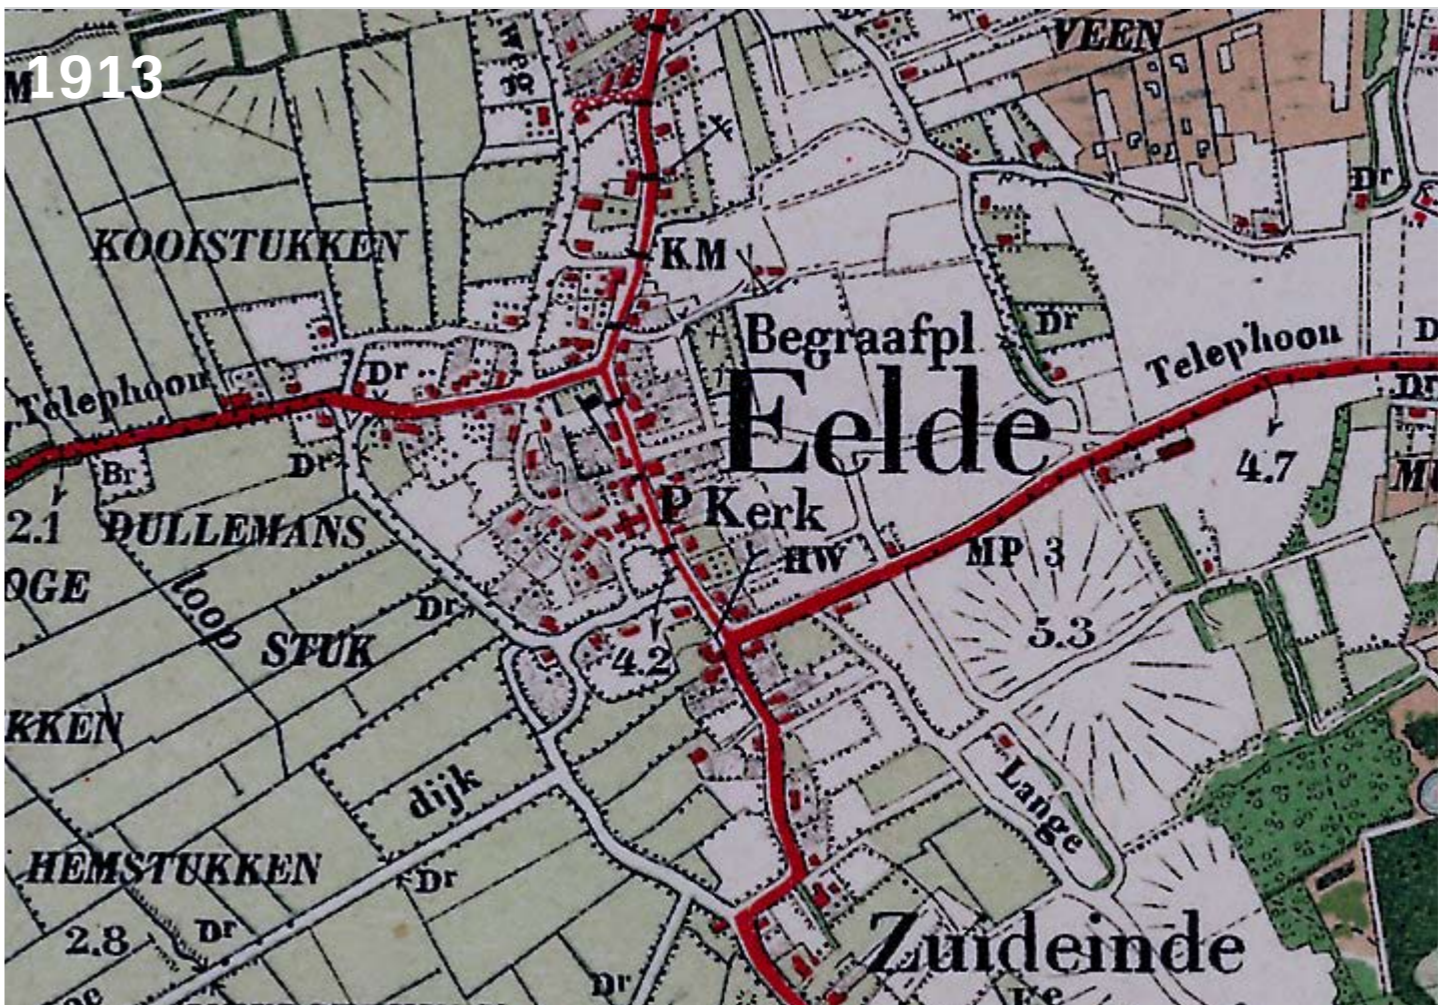 1913
M
VEEN
Dr
KOOISTUKKEN
KM
Begraafpl
Dr
Telephoon
D
Telephoon
Dr
Eelde
Dr
Br
Dr
4.7
2.1
DULLEMANS
P Kerk
HW
MP 3
OGE
loop
Dr
STUK
4.2
5.3
KKEN
dijk
Lange
HEMSTUKKEN
Dr
2.8
Dr
Zuideinde
Dr